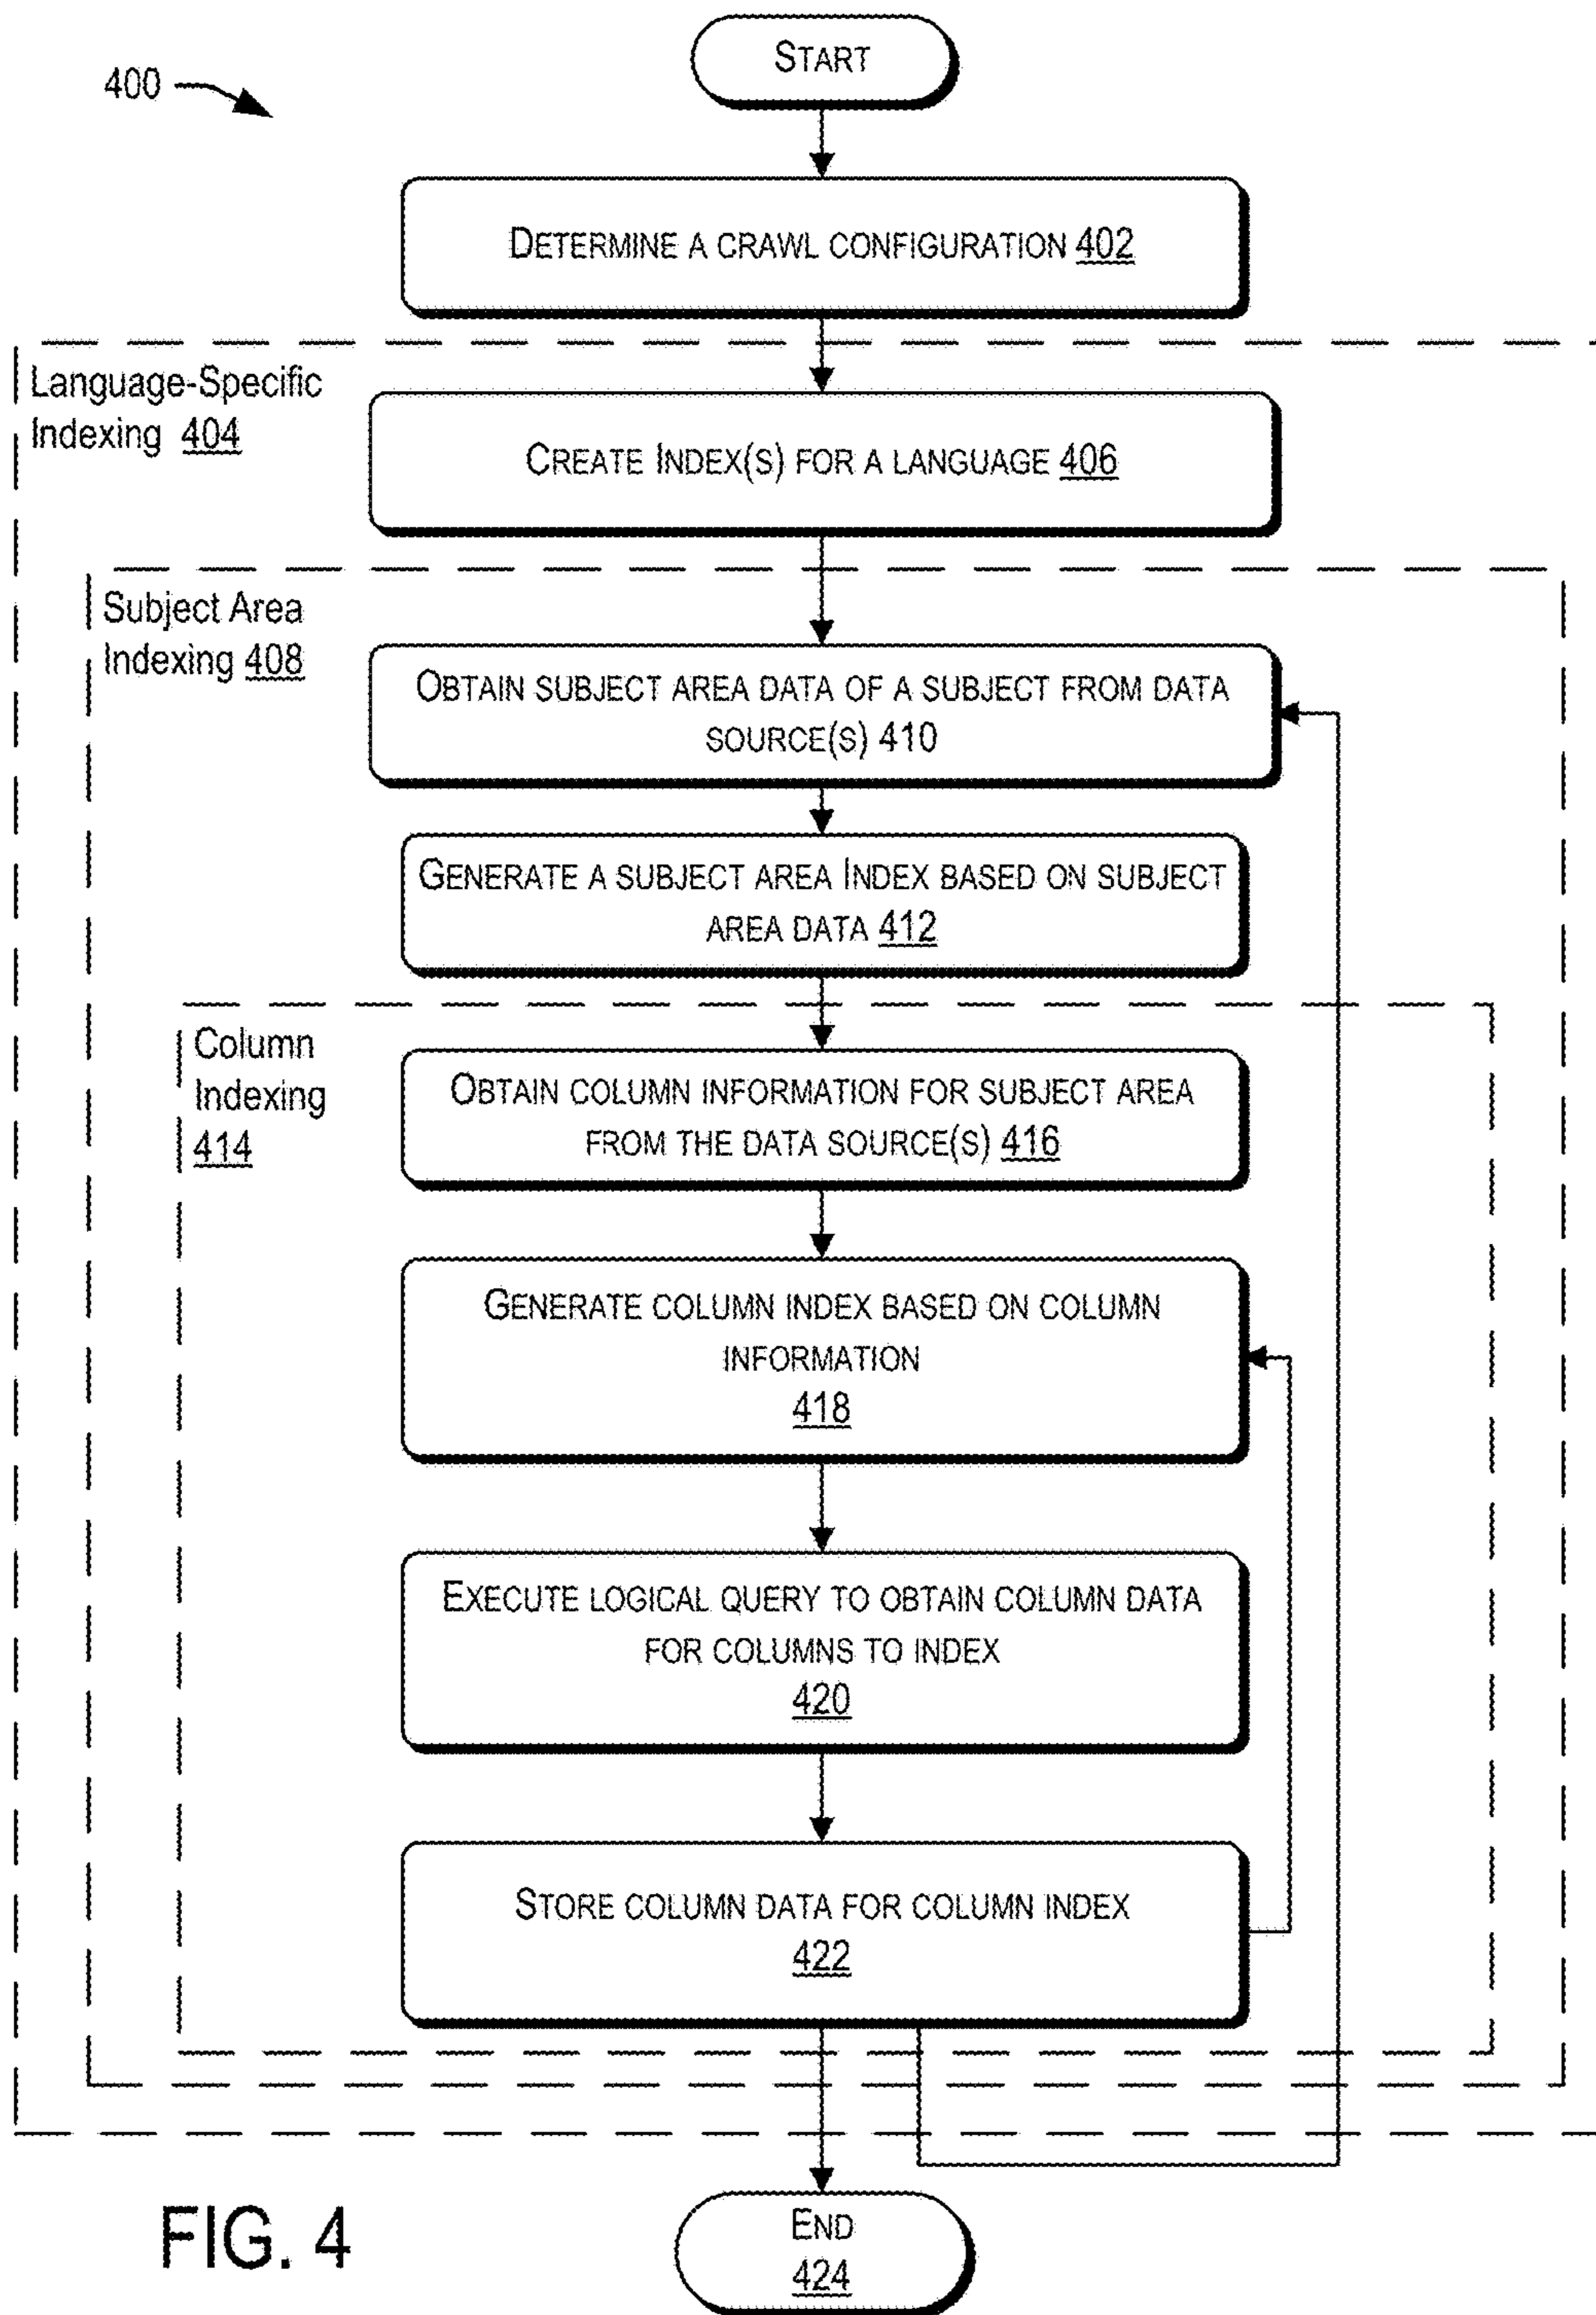 START
400
DETERMINE A CRAWL CONFIGURATION 402
Language-Specific
Indexing 404
CREATE INDEX(S) FOR A LANGUAGE 406
Subject Area
Indexing 408
OBTAIN SUBJECT AREA DATA OF A SUBJECT FROM DATA
SOURCE(S) 410
GENERATE A SUBJECT AREA INDEX BASED ON SUBJECT
AREA DATA 412
Column
Indexing
414
OBTAIN COLUMN INFORMATION FOR SUBJECT AREA
FROM THE DATA SOURCE(S) 416
GENERATE COLUMN INDEX BASED ON COLUMN
INFORMATION
418
EXECUTE LOGICAL QUERY TO OBTAIN COLUMN DATA
FOR COLUMNS TO INDEX
420
STORE COLUMN DATA FOR COLUMN INDEX
422
END
424
FIG. 4